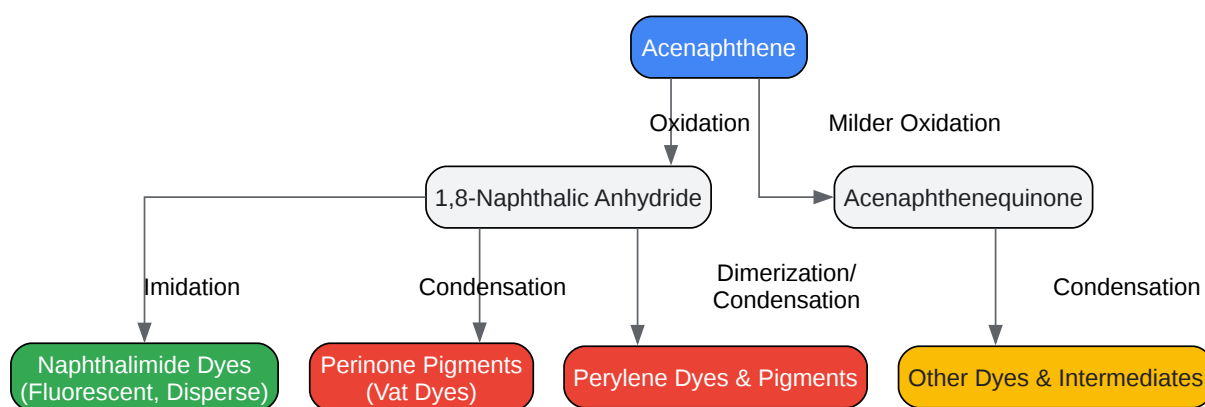 Acenaphthene
Oxidation
Milder Oxidation
1,8-Naphthalic Anhydride
Acenaphthenequinone
Imidation
Condensation
Dimerization/
Condensation
Condensation
Naphthalimide Dyes
(Fluorescent, Disperse)
Perinone Pigments
(Vat Dyes)
Perylene Dyes & Pigments
Other Dyes & Intermediates